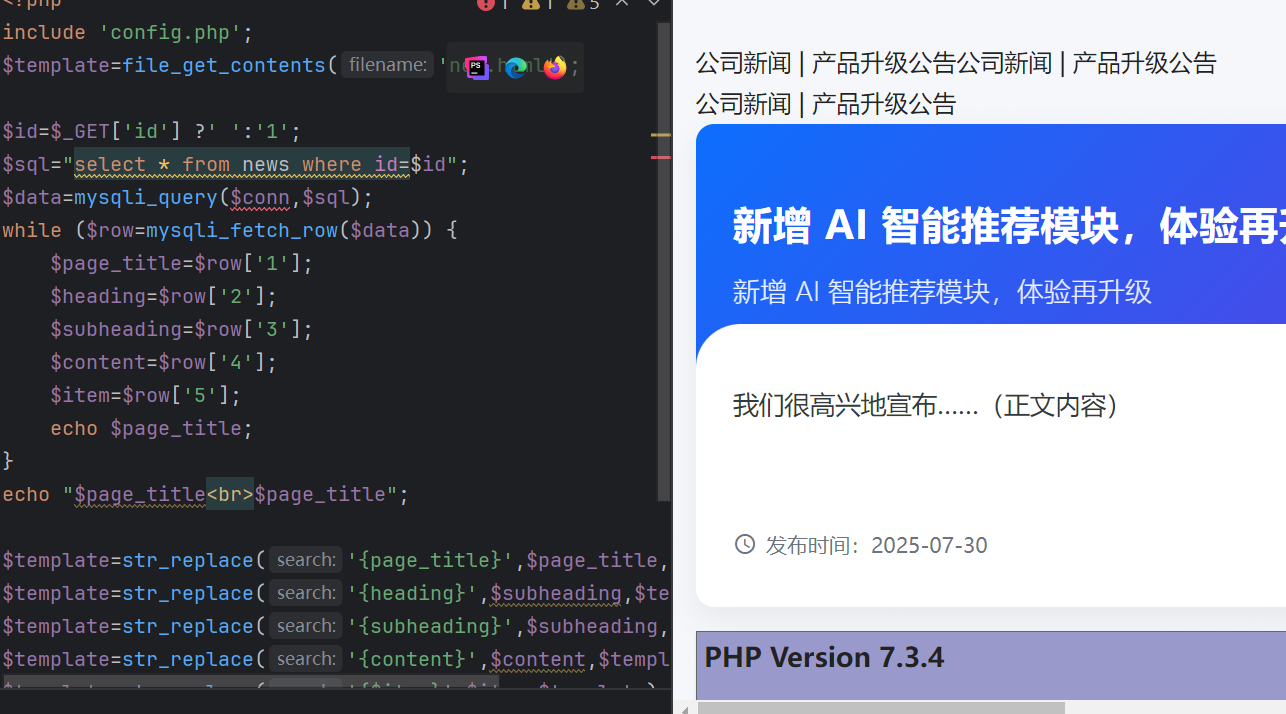 <?php
1 1 5
include 'config.php';
$template=file_get_contents( filename:
PS
$id=$_GET['id'] ?' ':'1';
$sql="select * from news where id=$id";
$data=mysqli_query($conn,$sql);
while ($row=mysqli_fetch_row($data)) {
$page_title=$row['1'];
$heading=$row['2'];
$subheading=$row['3'];
$content=$row['4'];
$item=$row['5'];
echo $page_title;
}
echo "$page_title<br>$page_title";
$template=str_replace( search: '{page_title}',$page_title,
$template=str_replace( search: '{heading}',$subheading,$te
$template=str_replace( search: '{subheading}',$subheading,
$template=str_replace( search: '{content}',$content,$templ
公司新闻 | 产品升级公告公司新闻 | 产品升级公告
公司新闻 | 产品升级公告
新增 AI 智能推荐模块，体验再升
新增 AI 智能推荐模块，体验再升级
我们很高兴地宣布……（正文内容）
发布时间：2025-07-30
PHP Version 7.3.4